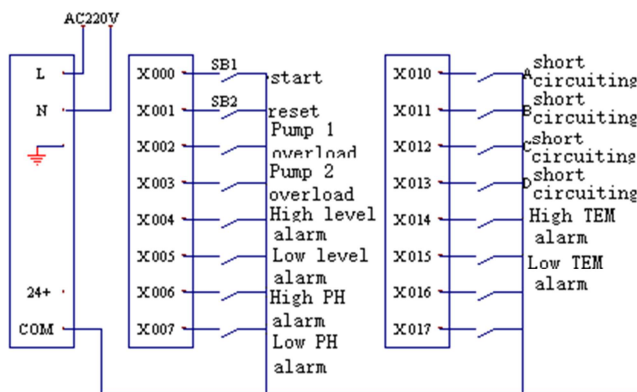 AC220V
L
N
24+
COM
X000 SB1 start
X001 SB2 reset
X002 Pump 1
overload
X003 Pump 2
overload
X004 High level
alarm
X005 Low level
alarm
X006 High PH
alarm
X007 Low PH
alarm
X010 A short
circuiting
X011 B short
circuiting
X012 C short
circuiting
X013 D short
circuiting
X014 High TEM
alarm
X015 Low TEM
alarm
X016
X017